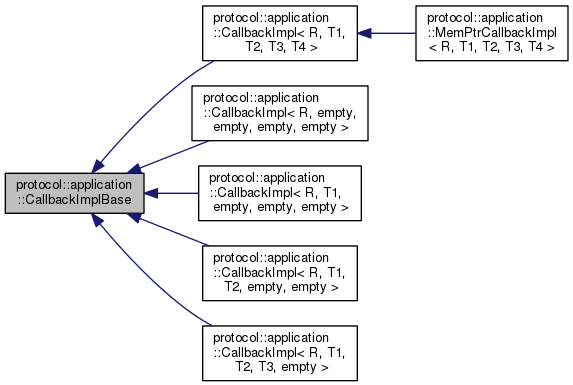 protocol::application
::CallbackImpl< R, T1,
T2, T3, T4 >
protocol::application
::MemPtrCallbackImpl
< R, T1, T2, T3, T4 >
protocol::application
::CallbackImpl< R, empty,
empty, empty, empty >
protocol::application
::CallbackImplBase
protocol::application
::CallbackImpl< R, T1,
empty, empty, empty >
protocol::application
::CallbackImpl< R, T1,
T2, empty, empty >
protocol::application
::CallbackImpl< R, T1,
T2, T3, empty >